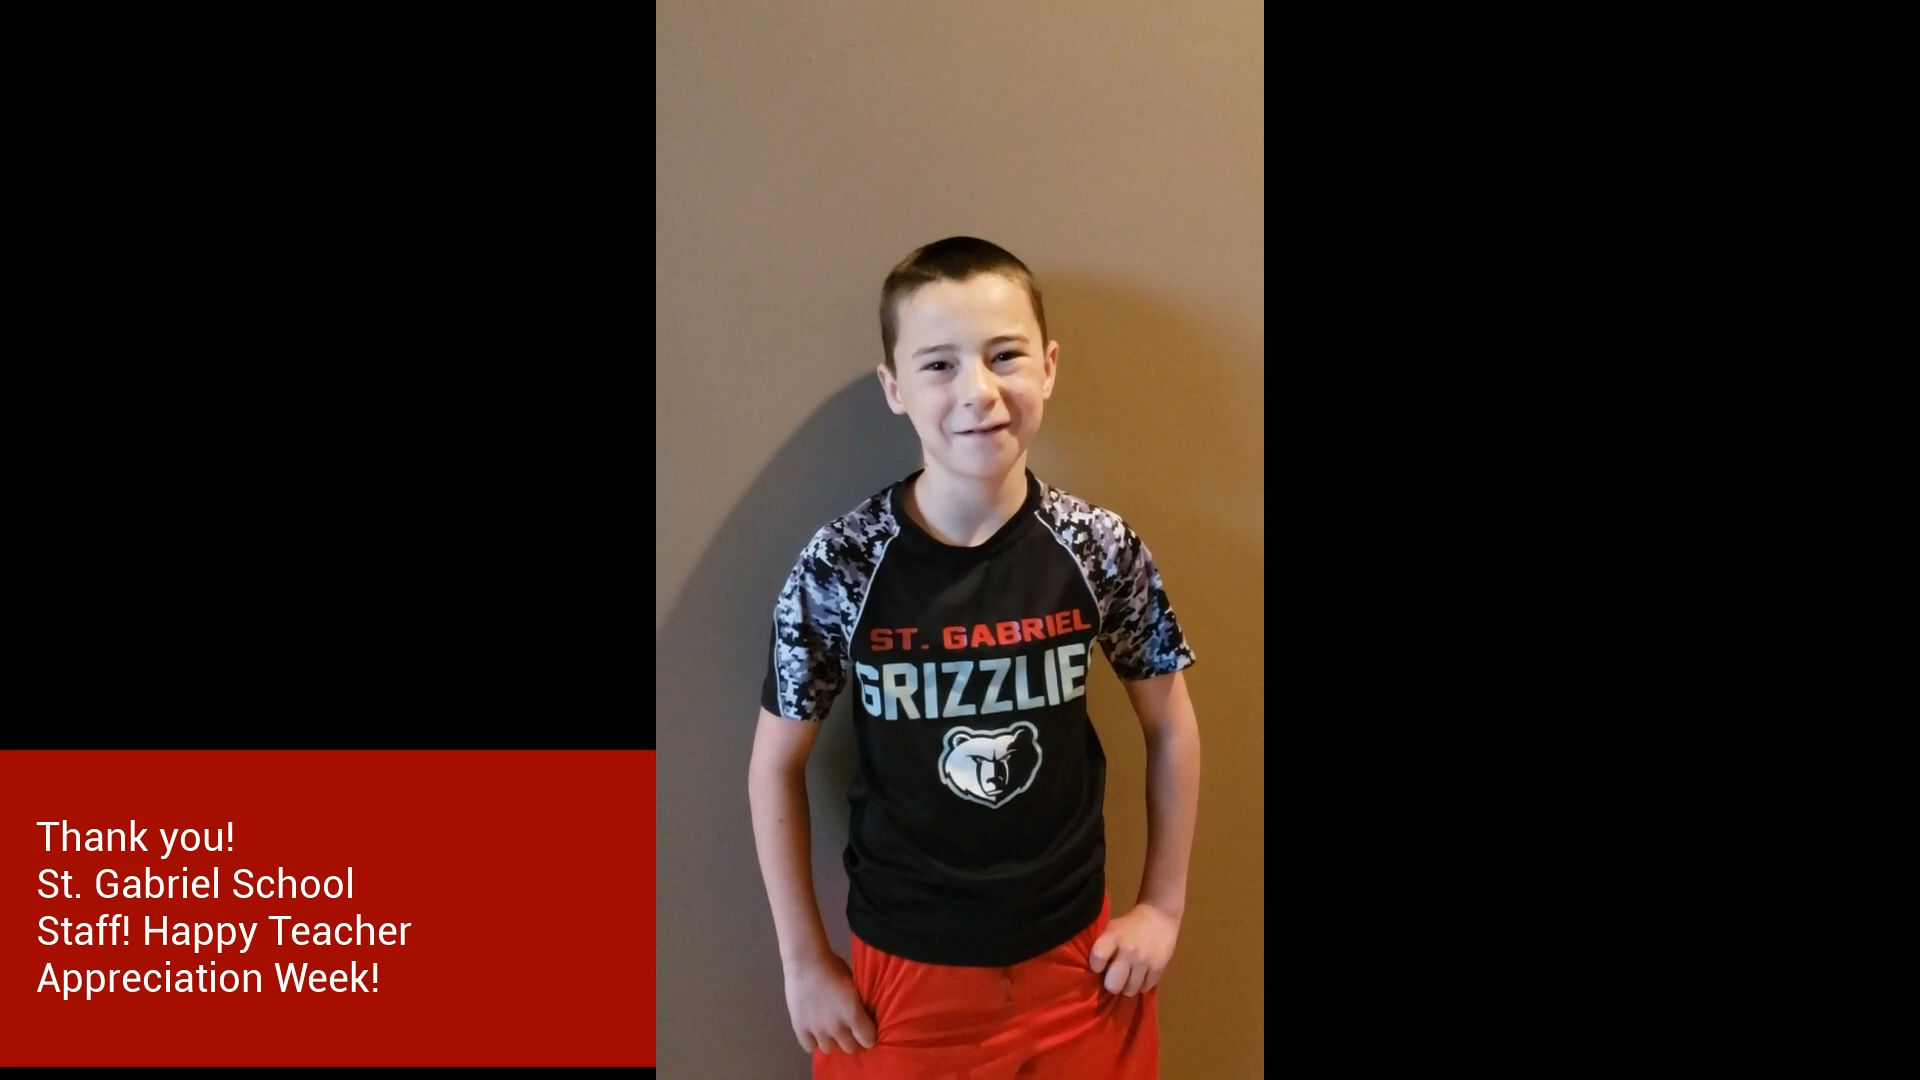 Thank you!
St. Gabriel School
Staff! Happy Teacher
Appreciation Week!
ST. GABRIEL
GRIZZLIE